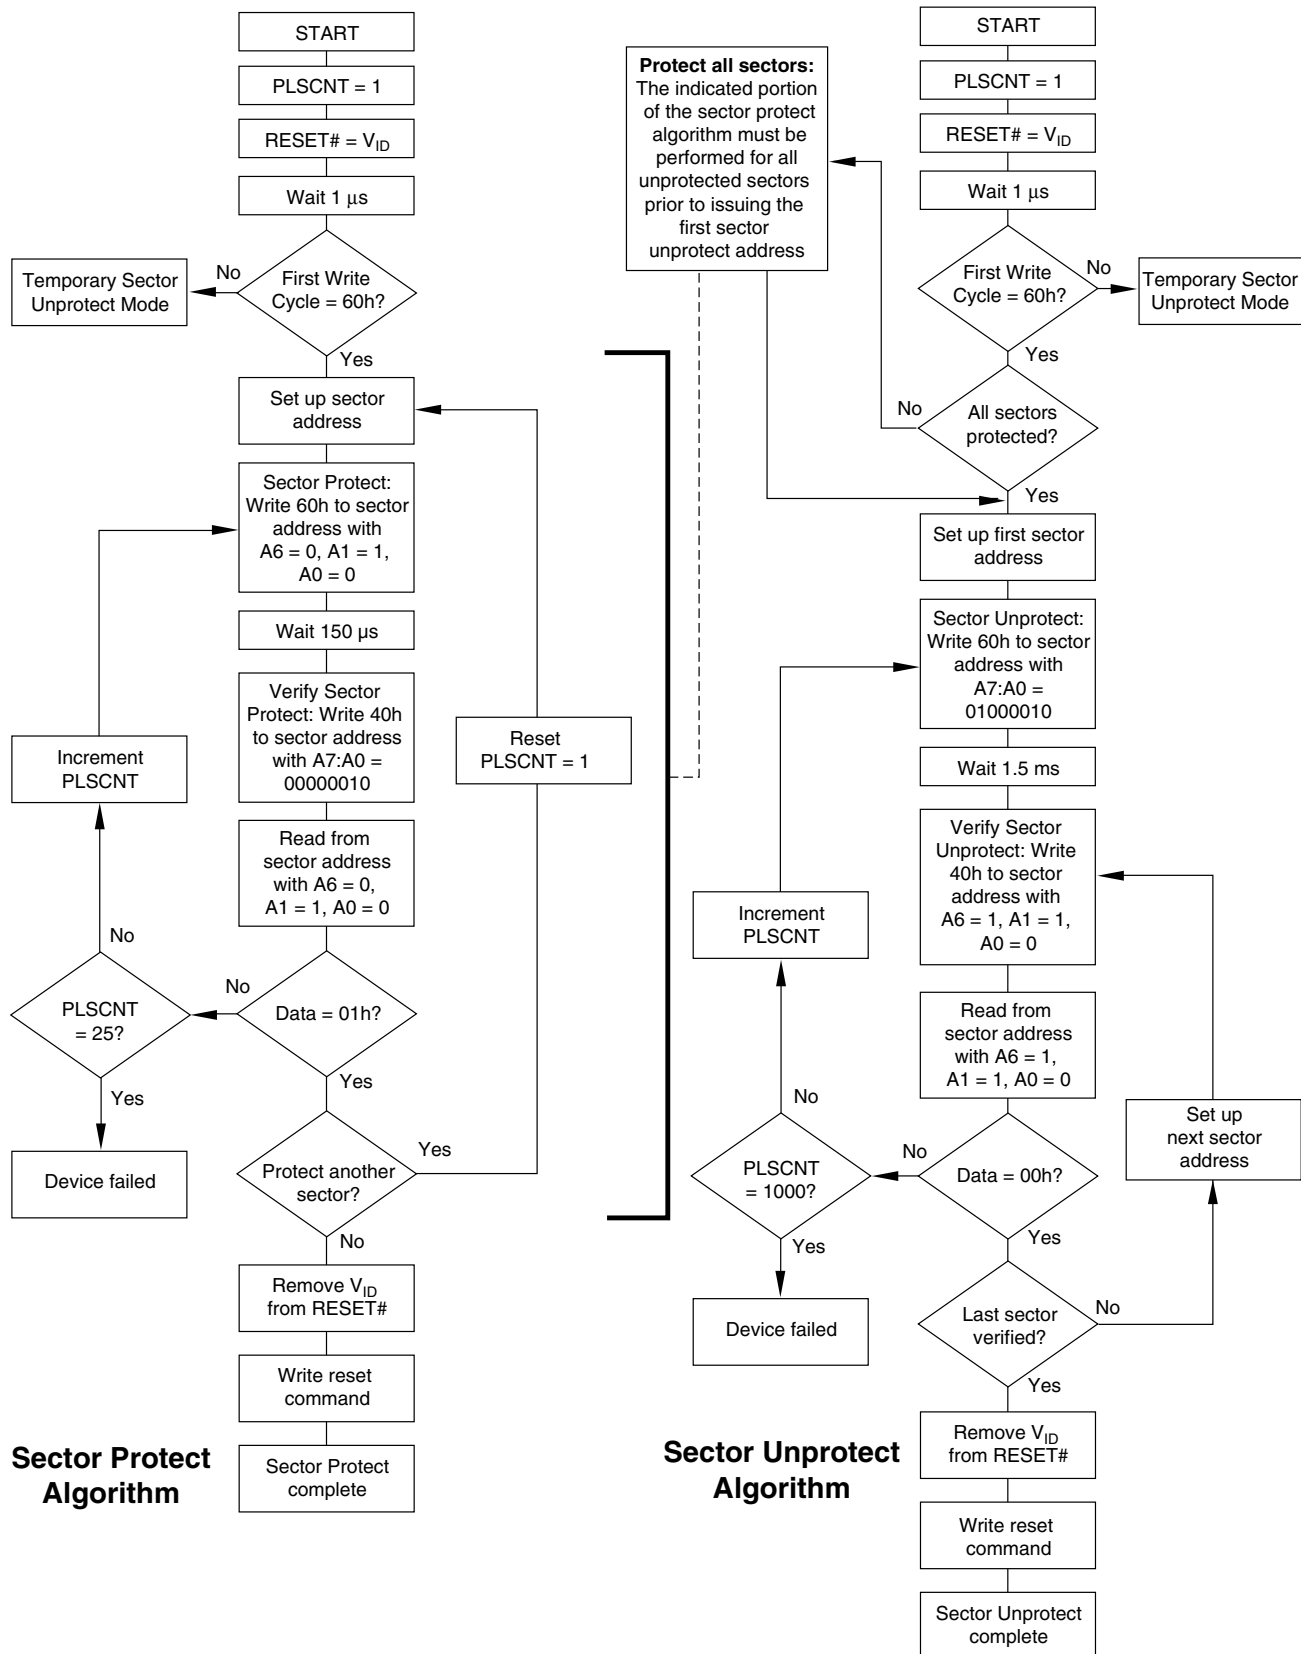 START
PLSCNT = 1
RESET# = VID
Wait 1 μs
First Write
Cycle = 60h?
No
Temporary Sector
Unprotect Mode
Yes
Set up sector
address
Sector Protect:
Write 60h to sector
address with
A6 = 0, A1 = 1,
A0 = 0
Wait 150 µs
Verify Sector
Protect: Write 40h
to sector address
with A7:A0 =
00000010
Reset
PLSCNT = 1
Increment
PLSCNT
Read from
sector address
with A6 = 0,
A1 = 1, A0 = 0
No
PLSCNT
= 25?
No
Data = 01h?
Yes
Yes
Device failed
Protect another
sector?
Yes
No
Remove VID
from RESET#
Write reset
command
Sector Protect
complete
Sector Protect
Algorithm
Protect all sectors:
The indicated portion
of the sector protect
algorithm must be
performed for all
unprotected sectors
prior to issuing the
first sector
unprotect address
START
PLSCNT = 1
RESET# = VID
Wait 1 μs
First Write
Cycle = 60h?
No
Temporary Sector
Unprotect Mode
Yes
No
All sectors
protected?
Yes
Set up first sector
address
Sector Unprotect:
Write 60h to sector
address with
A7:A0 =
01000010
Wait 1.5 ms
Verify Sector
Unprotect: Write
40h to sector
address with
A6 = 1, A1 = 1,
A0 = 0
Increment
PLSCNT
Read from
sector address
with A6 = 1,
A1 = 1, A0 = 0
No
PLSCNT
= 1000?
No
Data = 00h?
Set up
next sector
address
Yes
Yes
Device failed
Last sector
verified?
No
Yes
Remove VID
from RESET#
Write reset
command
Sector Unprotect
complete
Sector Unprotect
Algorithm